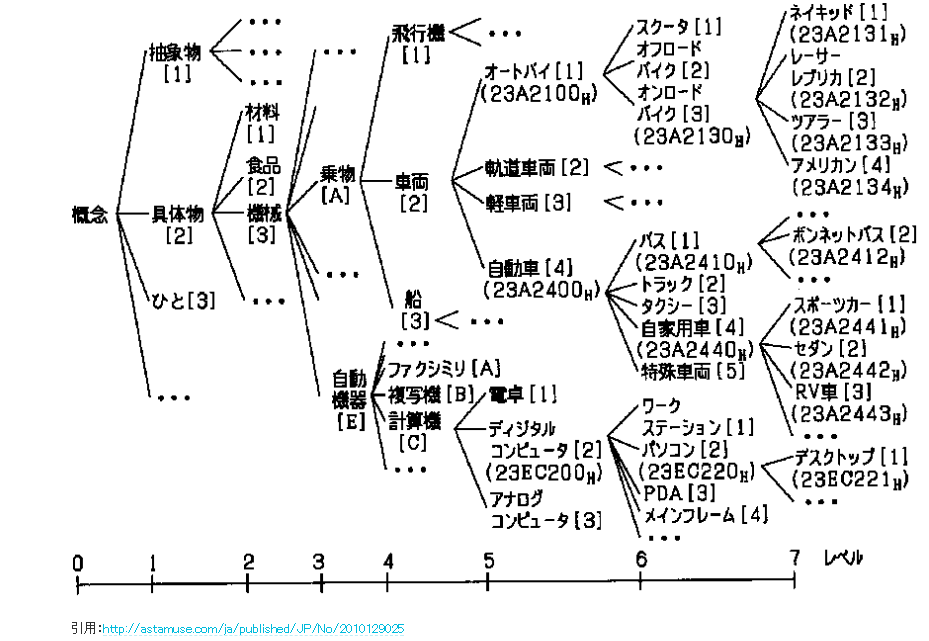 概念
抽象物
[1]
具体物
[2]
ひと[3]
・・・
・・・
・・・
・・・
材料
[1]
食品
[2]
機械
[3]
・・・
・・・
乗物
[A]
・・・
自動
機器
[E]
飛行機
[1]
車両
[2]
船
[3]
・・・
・・・
・・・
ファクシミリ[A]
複写機[B]
計算機
[C]
・・・
オートバイ[1]
(23A2100H)
軌道車両[2]
・・・
軽車両[3]
・・・
自動車[4]
(23A2400H)
電卓[1]
ディジタル
コンピュータ[2]
(23EC200H)
アナログ
コンピュータ[3]
スクータ[1]
オフロード
バイク[2]
オンロード
バイク[3]
(23A2130H)
バス[1]
(23A2410H)
トラック[2]
タクシー[3]
自家用車[4]
(23A2440H)
特殊車両[5]
ワーク
ステーション[1]
パソコン[2]
(23EC220H)
PDA[3]
メインフレーム[4]
・・・
ネイキッド[1]
(23A2131H)
レーサー
レプリカ[2]
(23A2132H)
ツアラー[3]
(23A2133H)
アメリカン[4]
(23A2134H)
・・・
ボンネットバス[2]
(23A2412H)
・・・
スポーツカー[1]
(23A2441H)
セダン[2]
(23A2442H)
RV車[3]
(23A2443H)
・・・
デスクトップ[1]
(23EC221H)
・・・
0 1 2 3 4 5 6 7 レベル
引用:http://astamuse.com/ja/published/JP/No/2010129025